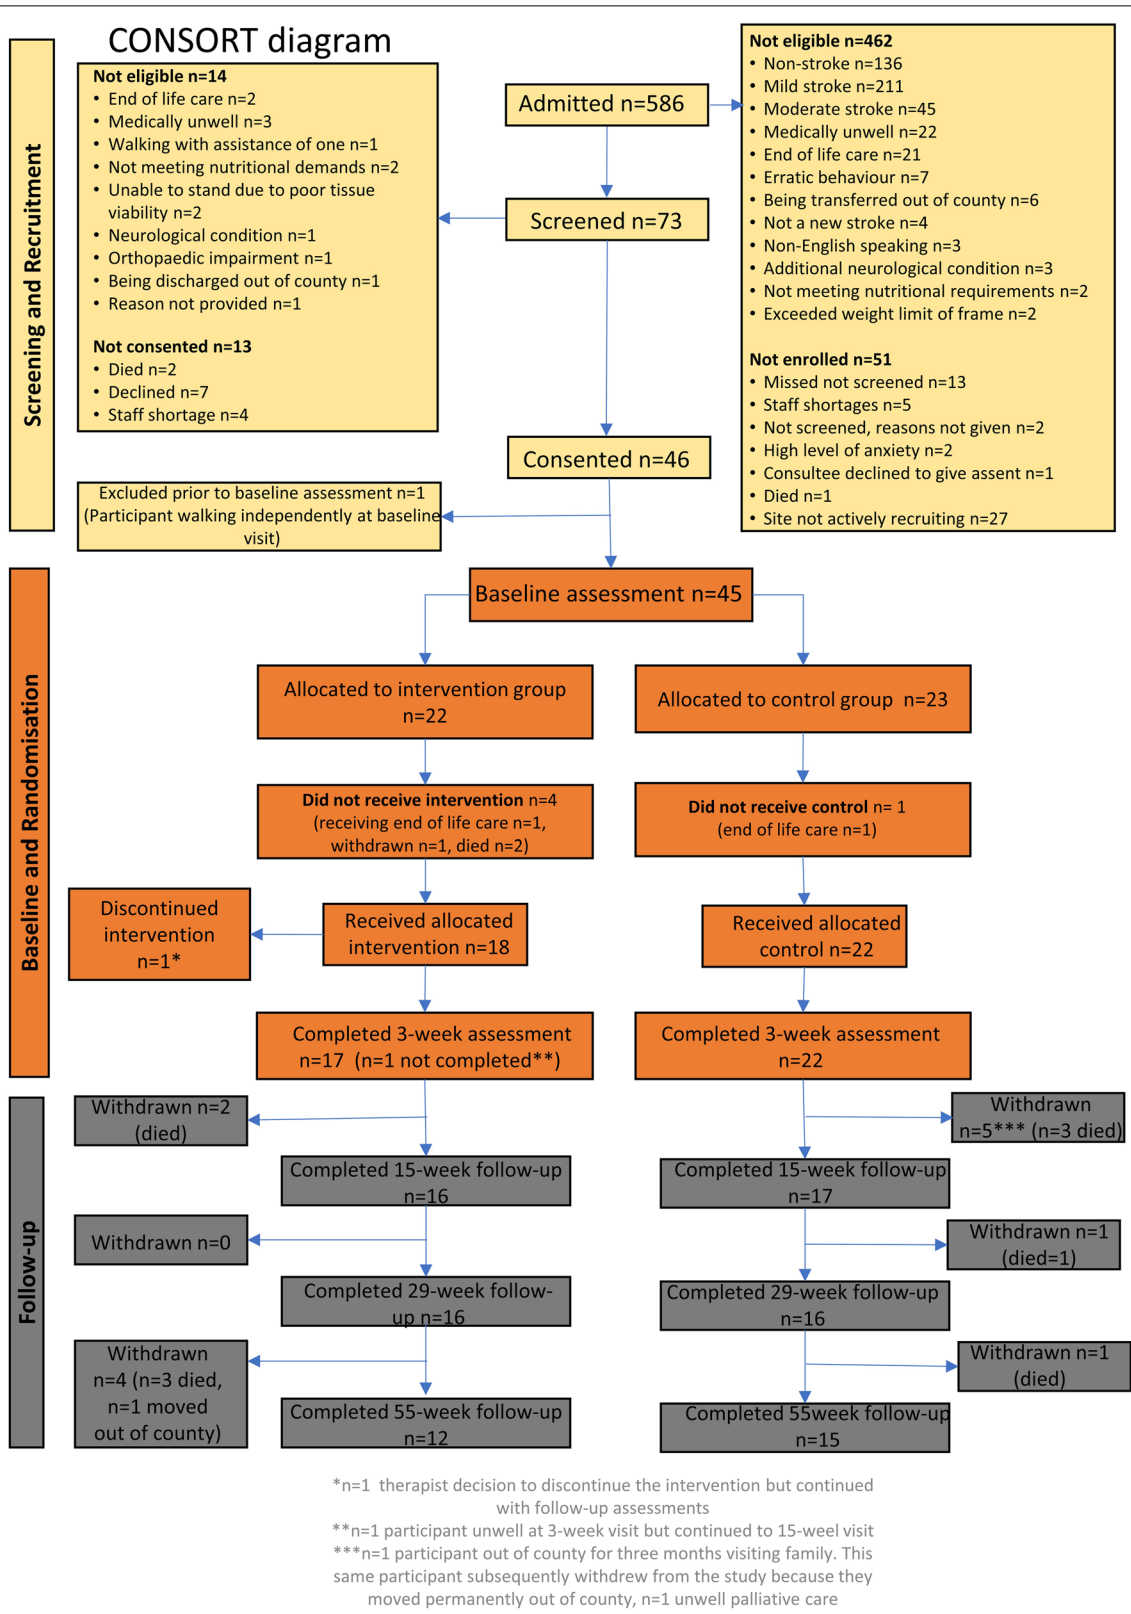 CONSORT diagram
Screening and Recruitment
Not eligible n=14
• End of life care n=2
• Medically unwell n=3
• Walking with assistance of one n=1
• Not meeting nutritional demands n=2
• Unable to stand due to poor tissue
viability n=2
• Neurological condition n=1
• Orthopaedic impairment n=1
• Being discharged out of county n=1
• Reason not provided n=1
Not consented n=13
• Died n=2
• Declined n=7
• Staff shortage n=4
Admitted n=586
Screened n=73
Consented n=46
Not eligible n=462
• Non-stroke n=136
• Mild stroke n=211
• Moderate stroke n=45
• Medically unwell n=22
• End of life care n=21
• Erratic behaviour n=7
• Being transferred out of county n=6
• Not a new stroke n=4
• Non-English speaking n=3
• Additional neurological condition n=3
• Not meeting nutritional requirements n=2
• Exceeded weight limit of frame n=2
Not enrolled n=51
• Missed not screened n=13
• Staff shortages n=5
• Not screened, reasons not given n=2
• High level of anxiety n=2
• Consultee declined to give assent n=1
• Died n=1
• Site not actively recruiting n=27
Excluded prior to baseline assessment n=1
(Participant walking independently at baseline
visit)
Baseline and Randomisation
Baseline assessment n=45
Allocated to intervention group
n=22
Allocated to control group n=23
Did not receive intervention n=4
(receiving end of life care n=1,
withdrawn n=1, died n=2)
Did not receive control n= 1
(end of life care n=1)
Discontinued
intervention
n=1*
Received allocated
intervention n=18
Received allocated
control n=22
Completed 3-week assessment
n=17 (n=1 not completed**)
Completed 3-week assessment
n=22
Follow-up
Withdrawn n=2
(died)
Withdrawn
n=5*** (n=3 died)
Completed 15-week follow-up
n=16
Completed 15-week follow-up
n=17
Withdrawn n=0
Withdrawn n=1
(died=1)
Completed 29-week follow-
up n=16
Completed 29-week follow-up
n=16
Withdrawn
n=4 (n=3 died,
n=1 moved
out of county)
Withdrawn n=1
(died)
Completed 55-week follow-up
n=12
Completed 55week follow-up
n=15
*n=1 therapist decision to discontinue the intervention but continued
with follow-up assessments
**n=1 participant unwell at 3-week visit but continued to 15-weel visit
***n=1 participant out of county for three months visiting family. This
same participant subsequently withdrew from the study because they
moved permanently out of county, n=1 unwell palliative care